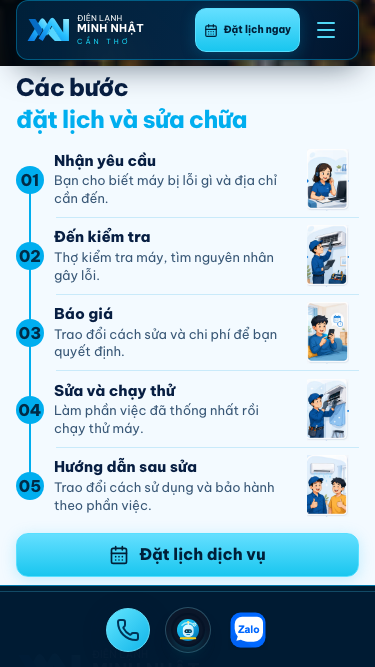 ĐIỆN LẠNH
MINH NHẬT
CẦN THƠ
Đặt lịch ngay
Các bước
đặt lịch và sửa chữa
01
Nhận yêu cầu
Bạn cho biết máy bị lỗi gì và địa chỉ
cần đến.
02
Đến kiểm tra
Thợ kiểm tra máy, tìm nguyên nhân
gây lỗi.
03
Báo giá
Trao đổi cách sửa và chi phí để bạn
quyết định.
04
Sửa và chạy thử
Làm phần việc đã thống nhất rồi
chạy thử máy.
05
Hướng dẫn sau sửa
Trao đổi cách sử dụng và bảo hành
theo phần việc.
Đặt lịch dịch vụ
Zalo